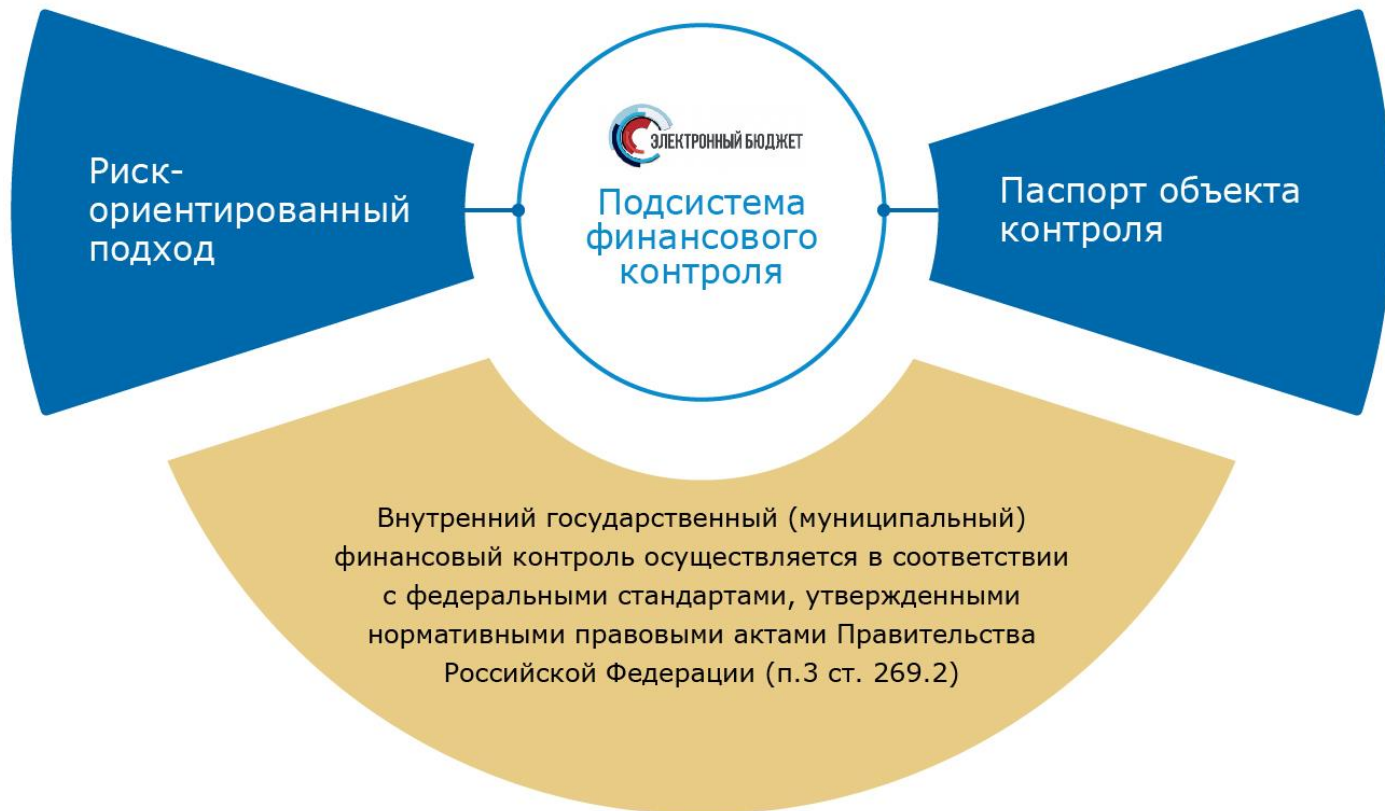 Риск-
ориентированный
подход
ЭЛЕКТРОННЫЙ БЮДЖЕТ
Подсистема
финансового
контроля
Паспорт объекта
контроля
Внутренний государственный (муниципальный)
финансовый контроль осуществляется в соответствии
с федеральными стандартами, утвержденными
нормативными правовыми актами Правительства
Российской Федерации (п.3 ст. 269.2)